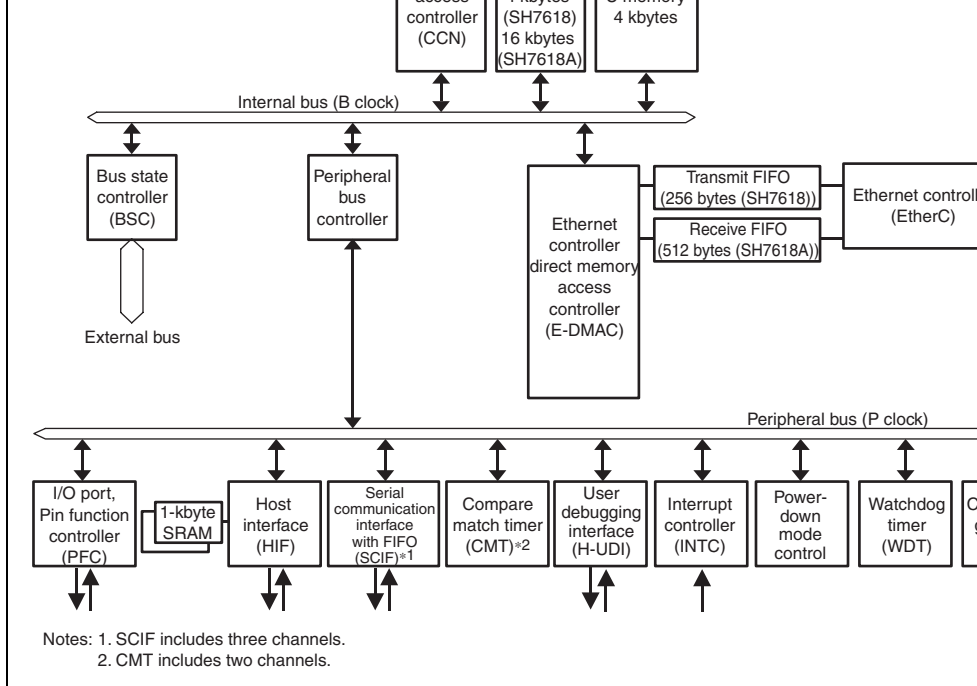 access
controller
(CCN)
(SH7618)
16 kbytes
(SH7618A)
4 kbytes
Internal bus (B clock)
Bus state
controller
(BSC)
Peripheral
bus
controller
Ethernet
controller
direct memory
access
controller
(E-DMAC)
Transmit FIFO
(256 bytes (SH7618))
Receive FIFO
(512 bytes (SH7618A))
Ethernet
(EtherC)
External bus
Peripheral bus (P clock)
I/O port,
Pin function
controller
(PFC)
1-kbyte
SRAM
Host
interface
(HIF)
Serial
communication
interface
with FIFO
(SCIF)*1
Compare
match timer
(CMT)*2
User
debugging
interface
(H-UDI)
Interrupt
controller
(INTC)
Power-
down
mode
control
Watchdog
timer
(WDT)
Notes: 1. SCIF includes three channels.
2. CMT includes two channels.